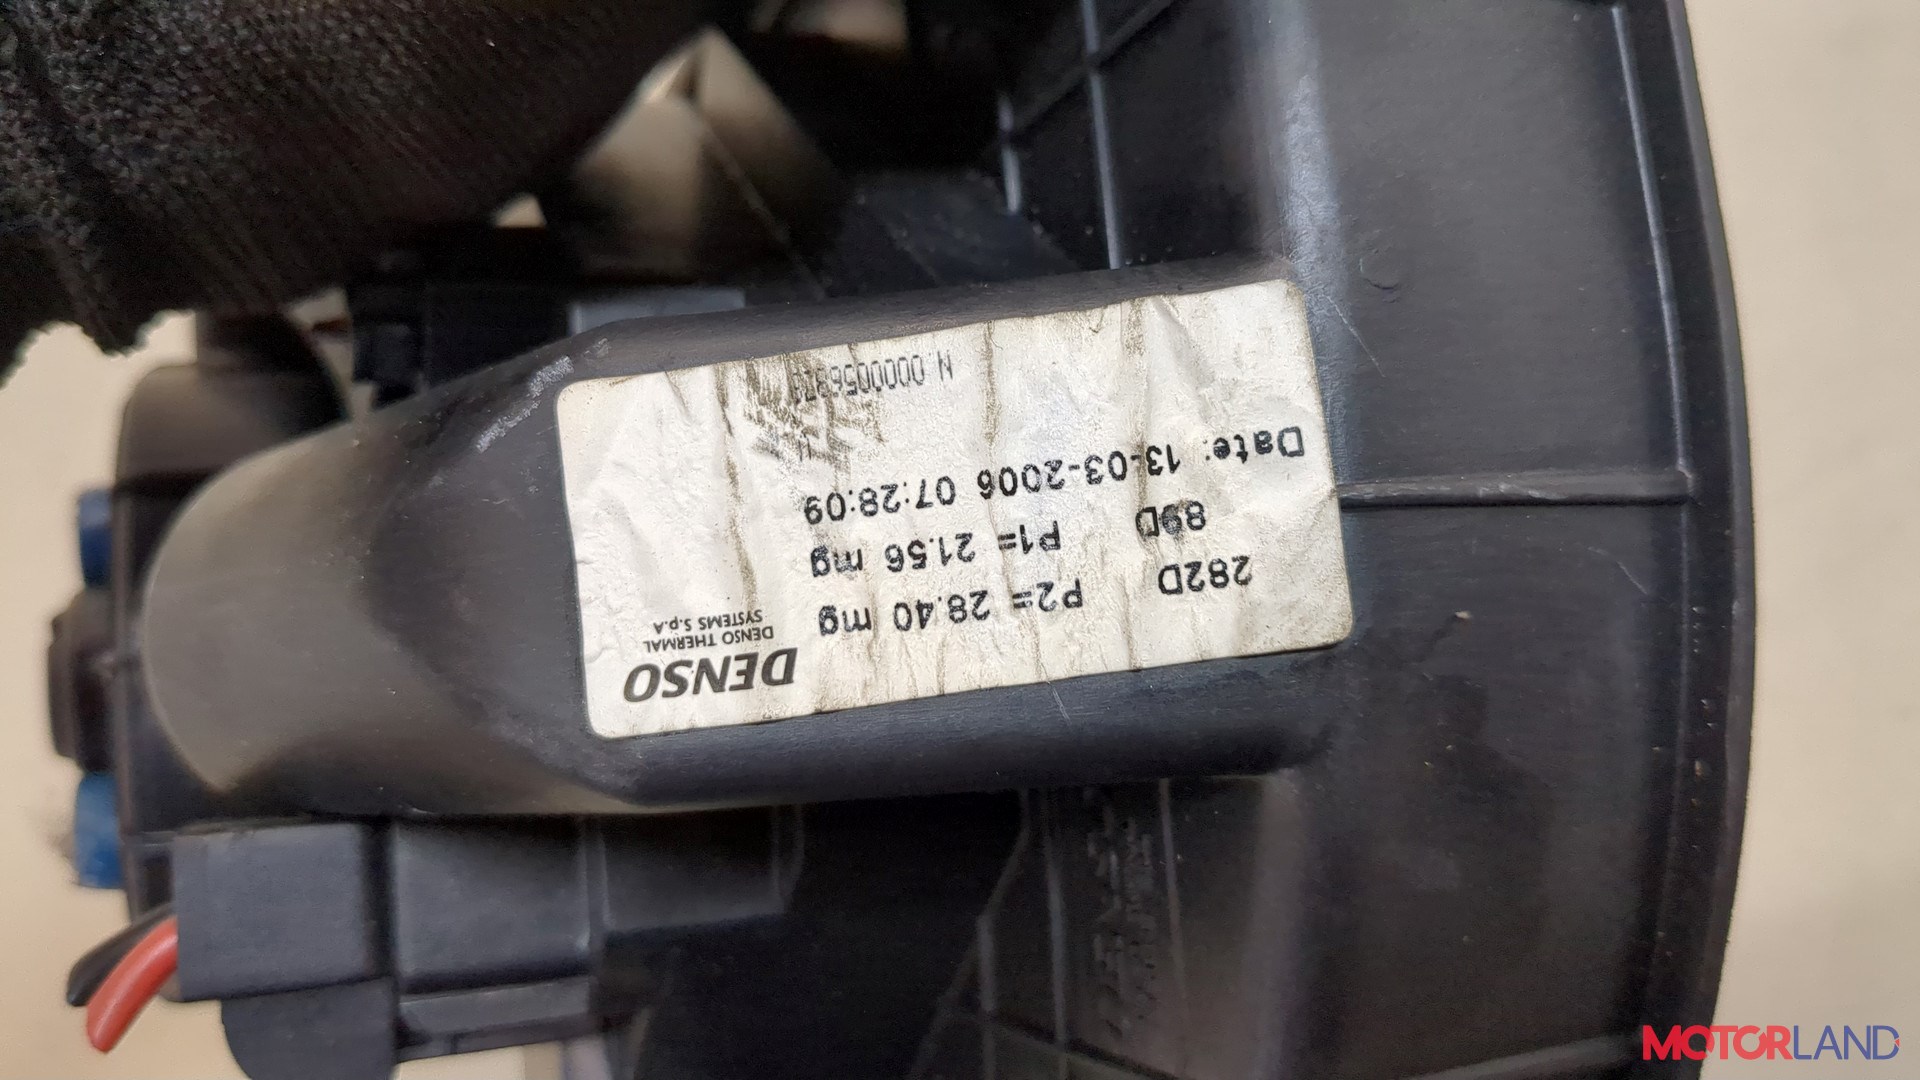 DENSO
DENSO THERMAL
SYSTEMS S.p.A
282D P2= 28.40 mg
89D P1= 21.56 mg
Date: 13-03-2006 07:28:09
MOTORLAND